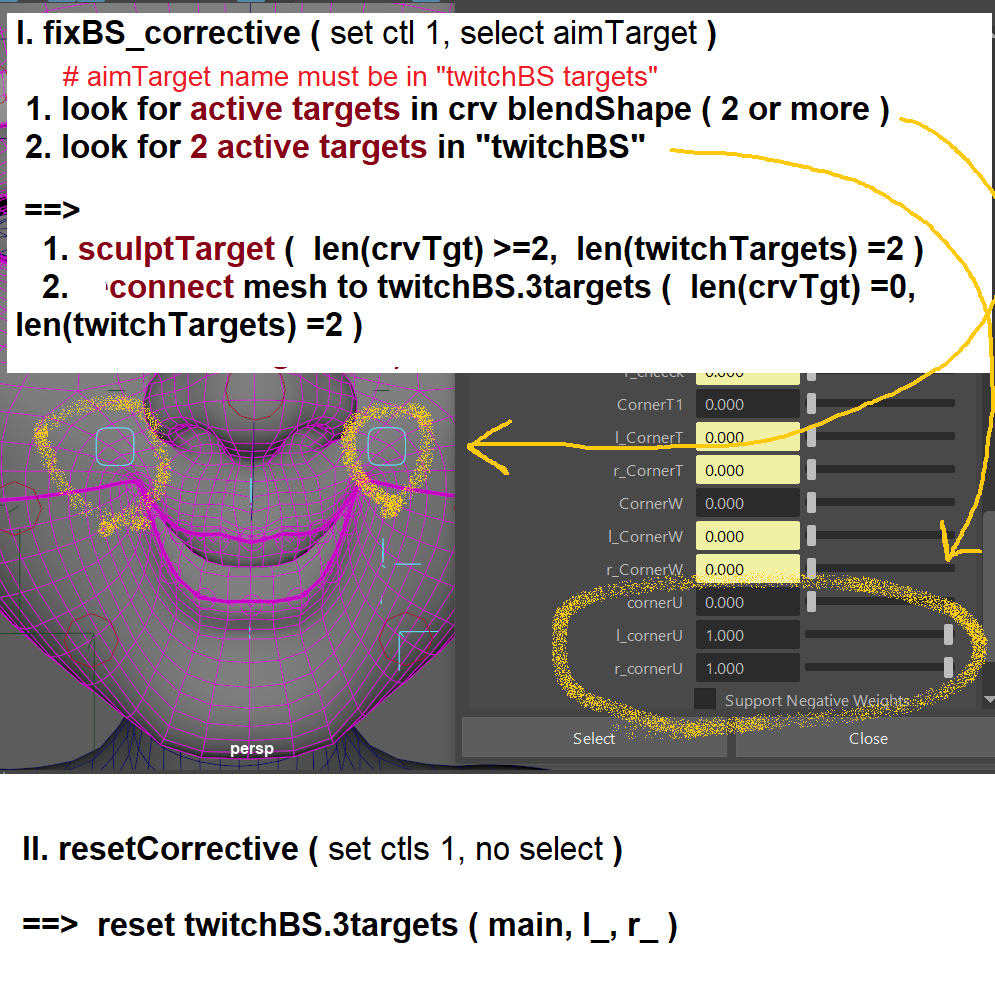 I. fixBS_corrective ( set ctl 1, select aimTarget )
# aimTarget name must be in "twitchBS targets"
1. look for active targets in crv blendShape ( 2 or more )
2. look for 2 active targets in "twitchBS"
==>
1. sculptTarget ( len(crvTgt) >=2, len(twitchTargets) =2 )
2. connect mesh to twitchBS.3targets ( len(crvTgt) =0,
len(twitchTargets) =2 )
CornerT1 0.000
l_CornerT 0.000
r_CornerT 0.000
CornerW 0.000
l_CornerW 0.000
r_CornerW 0.000
cornerU 0.000
l_cornerU 1.000
r_cornerU 1.000
Support Negative Weights
Select Close
persp
II. resetCorrective ( set ctls 1, no select )
==> reset twitchBS.3targets ( main, l_, r_ )